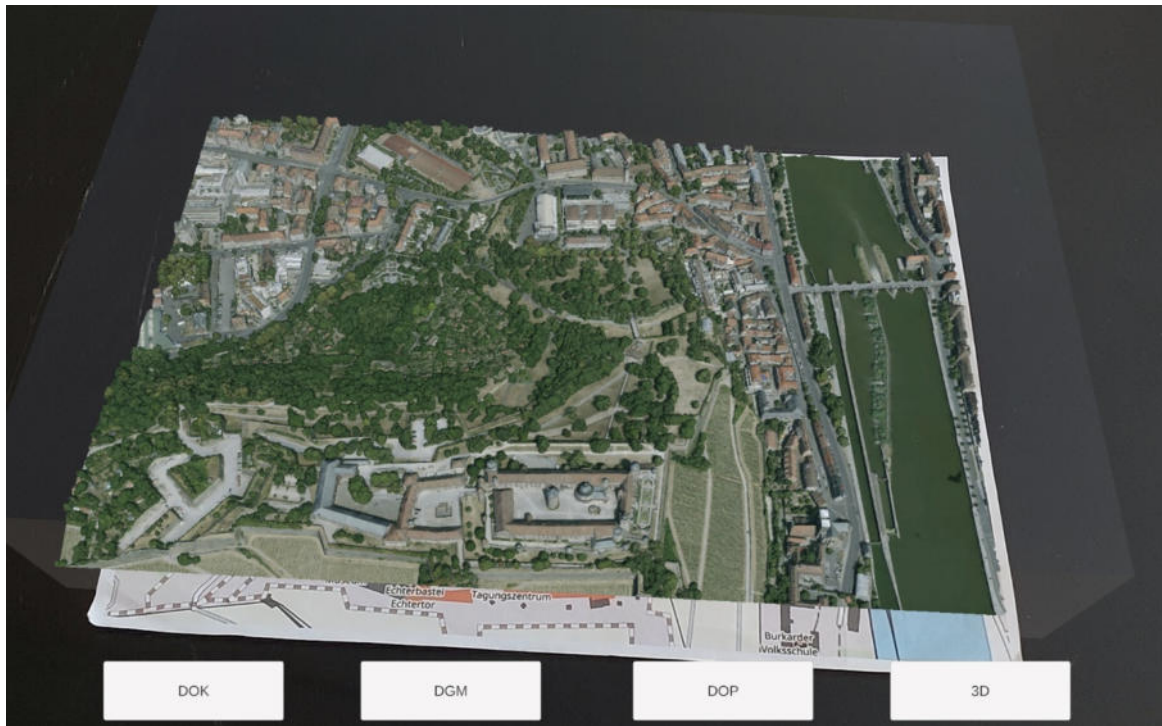 Echterbastei
Tagungszentrum
Echtertor
Burkarder
Volksschule
DOK
DGM
DOP
3D